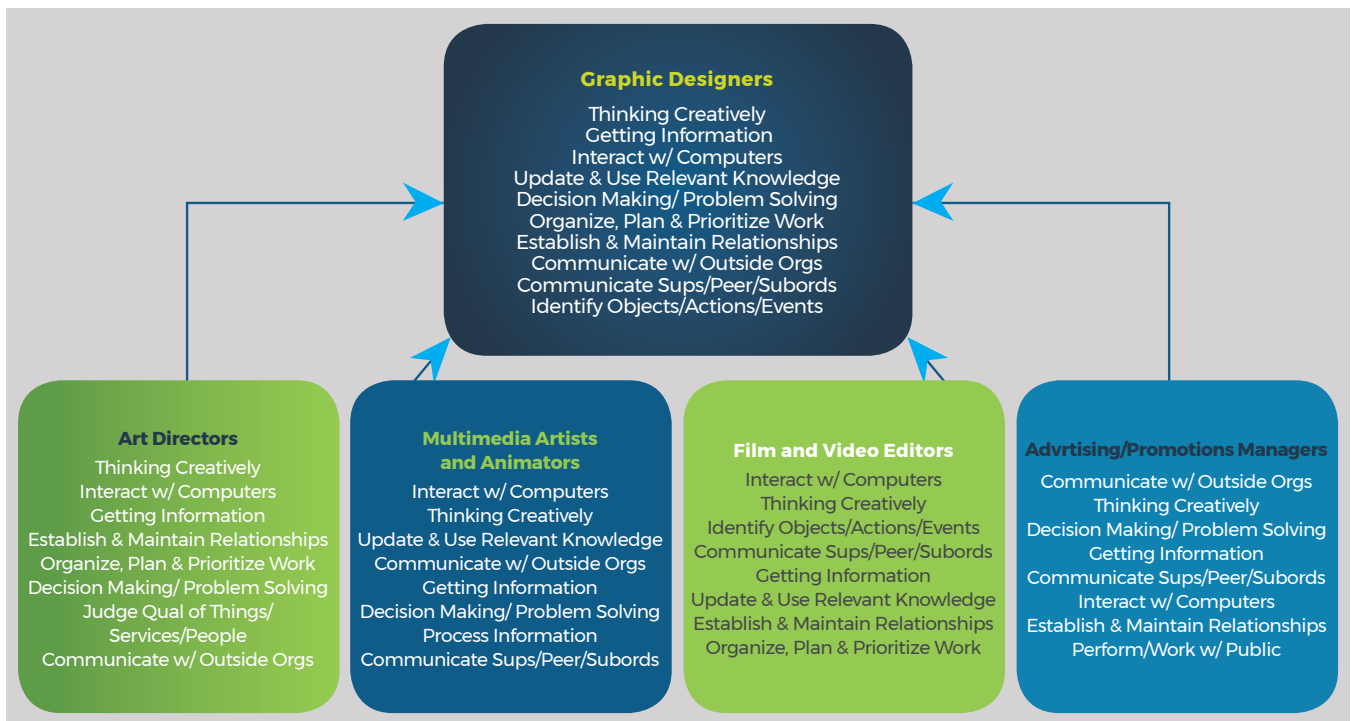 Graphic Designers
Thinking Creatively
Getting Information
Interact w/ Computers
Update & Use Relevant Knowledge
Decision Making/ Problem Solving
Organize, Plan & Prioritize Work
Establish & Maintain Relationships
Communicate w/ Outside Orgs
Communicate Sups/Peer/Subords
Identify Objects/Actions/Events
Art Directors
Thinking Creatively
Interact w/ Computers
Getting Information
Establish & Maintain Relationships
Organize, Plan & Prioritize Work
Decision Making/ Problem Solving
Judge Qual of Things/
Services/People
Communicate w/ Outside Orgs
Multimedia Artists
and Animators
Interact w/ Computers
Thinking Creatively
Update & Use Relevant Knowledge
Communicate w/ Outside Orgs
Getting Information
Decision Making/ Problem Solving
Process Information
Communicate Sups/Peer/Subords
Film and Video Editors
Interact w/ Computers
Thinking Creatively
Identify Objects/Actions/Events
Communicate Sups/Peer/Subords
Getting Information
Update & Use Relevant Knowledge
Establish & Maintain Relationships
Organize, Plan & Prioritize Work
Advrtising/Promotions Managers
Communicate w/ Outside Orgs
Thinking Creatively
Decision Making/ Problem Solving
Getting Information
Communicate Sups/Peer/Subords
Interact w/ Computers
Establish & Maintain Relationships
Perform/Work w/ Public